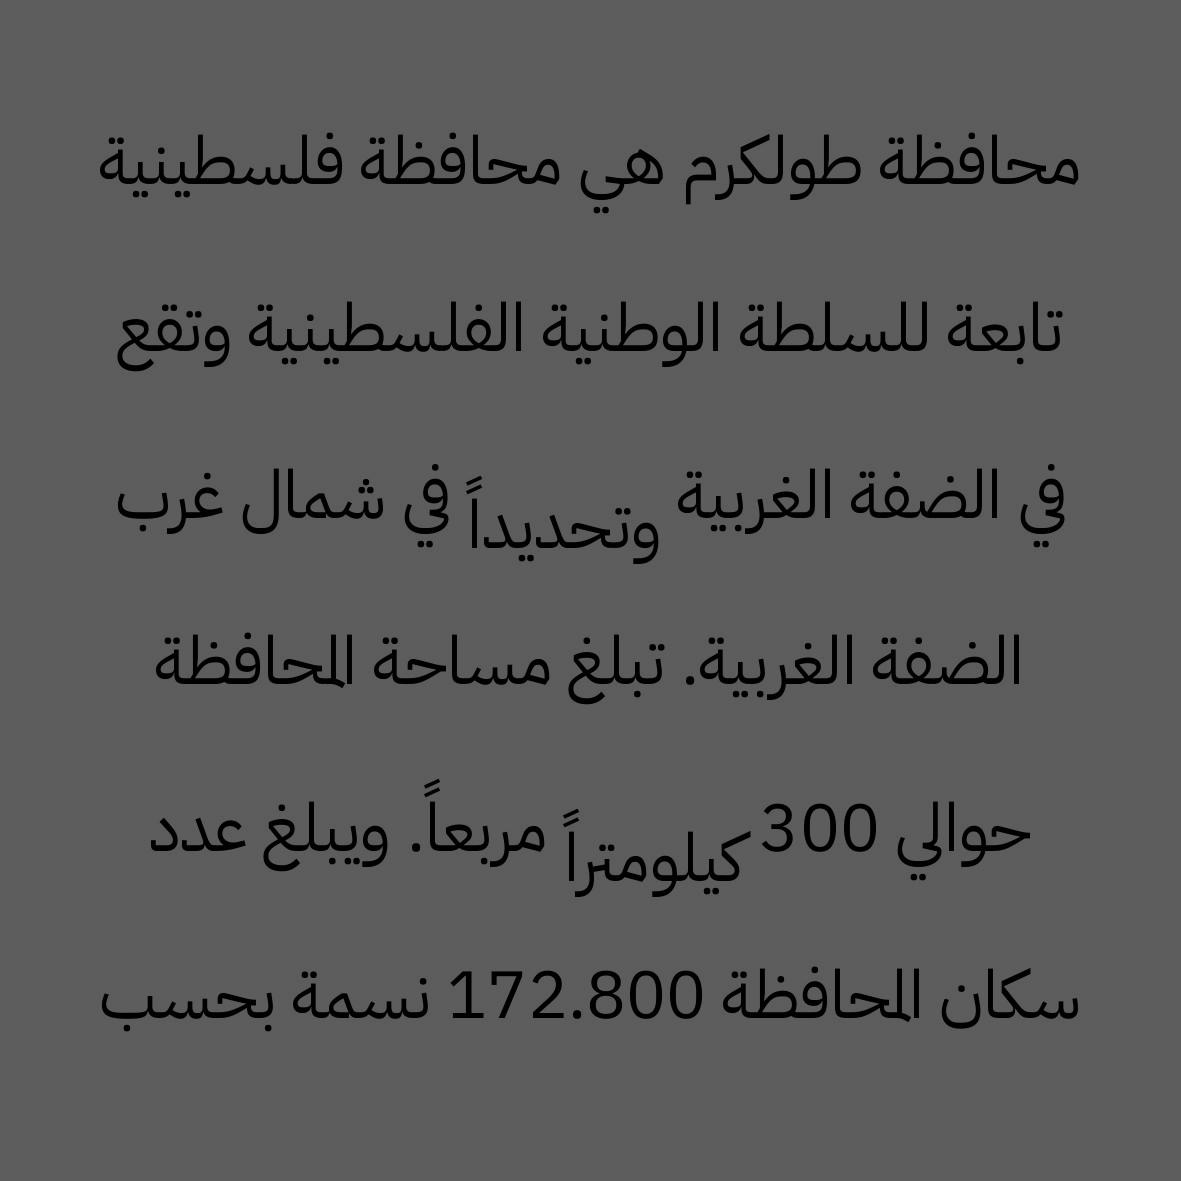 محافظة طولكرم هي محافظة فلسطينية
تابعة للسلطة الوطنية الفلسطينية وتقع
في الضفة الغربية وتحديداً في شمال غرب
الضفة الغربية. تبلغ مساحة المحافظة
حوالي 300 كيلومتراً مربعاً. ويبلغ عدد
سكان المحافظة 172.800 نسمة بحسب